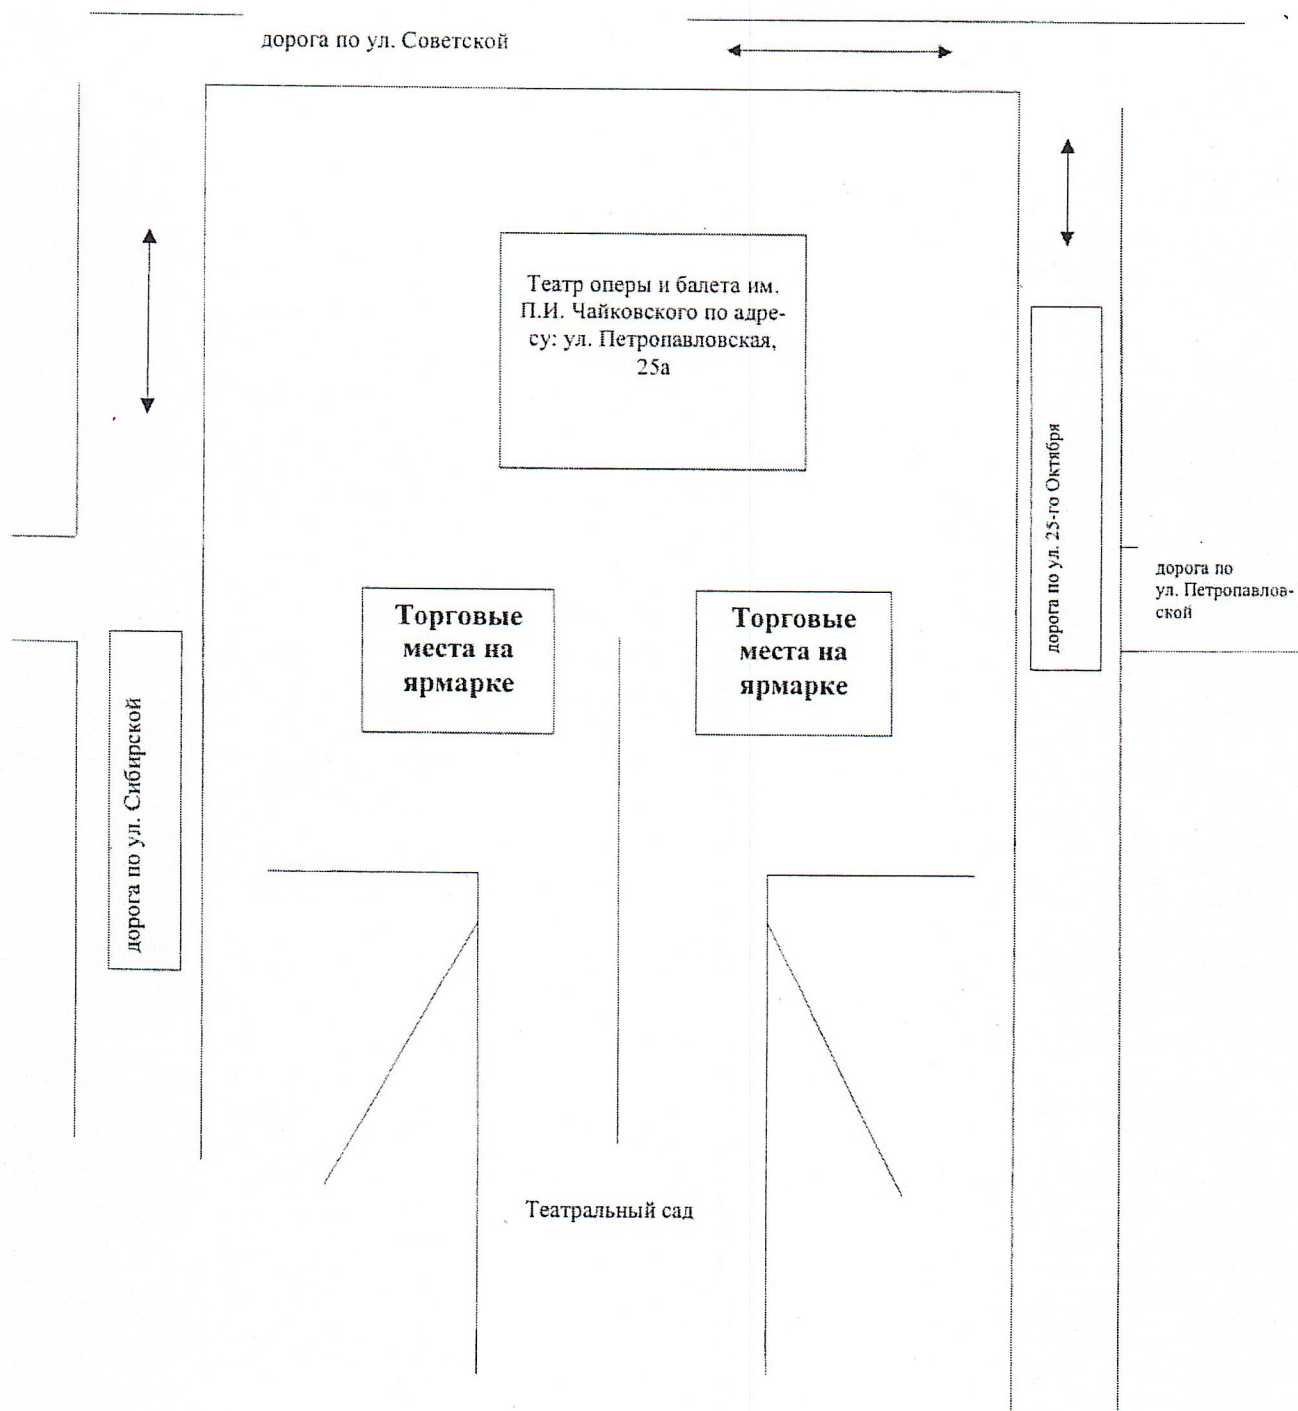 дорога по ул. Советской
Театр оперы и балета им.
П.И. Чайковского по адре-
су: ул. Петропавловская,
25а
дорога по ул. 25-го Октября
дорога по
ул. Петропавлов-
ской
Торговые
места на
ярмарке
Торговые
места на
ярмарке
дорога по ул. Сибирской
Театральный сад